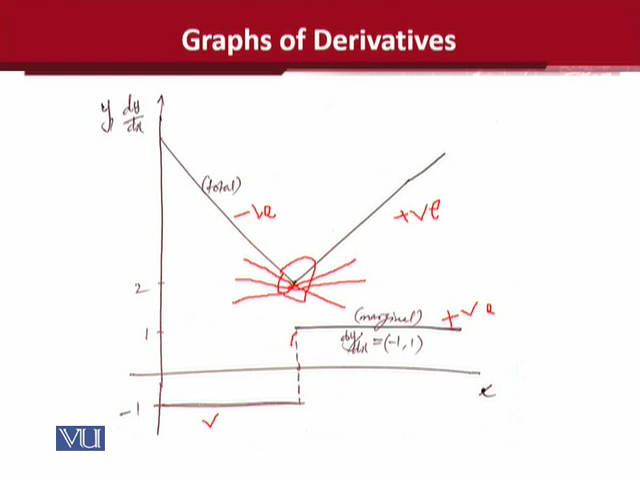 Graphs of Derivatives
y, dy/dx
(total)
-ve
+ve
2
(marginal)
+ve
1
dy/dx = (-1, 1)
x
-1
VU